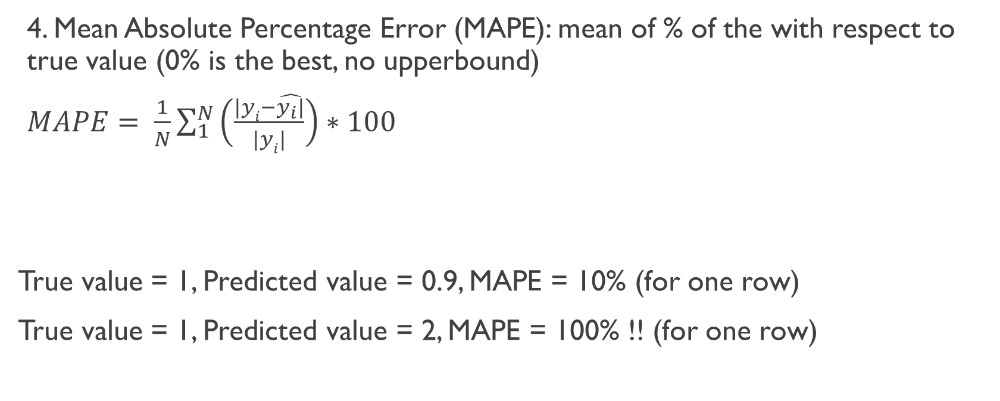 4. Mean Absolute Percentage Error (MAPE): mean of % of the with respect to
true value (0% is the best, no upperbound)
MAPE = \frac{1}{N} \sum_{1}^{N} \left( \frac{|y_i - \widehat{y_i}|}{|y_i|} \right) * 100
True value = 1, Predicted value = 0.9, MAPE = 10% (for one row)
True value = 1, Predicted value = 2, MAPE = 100% !! (for one row)